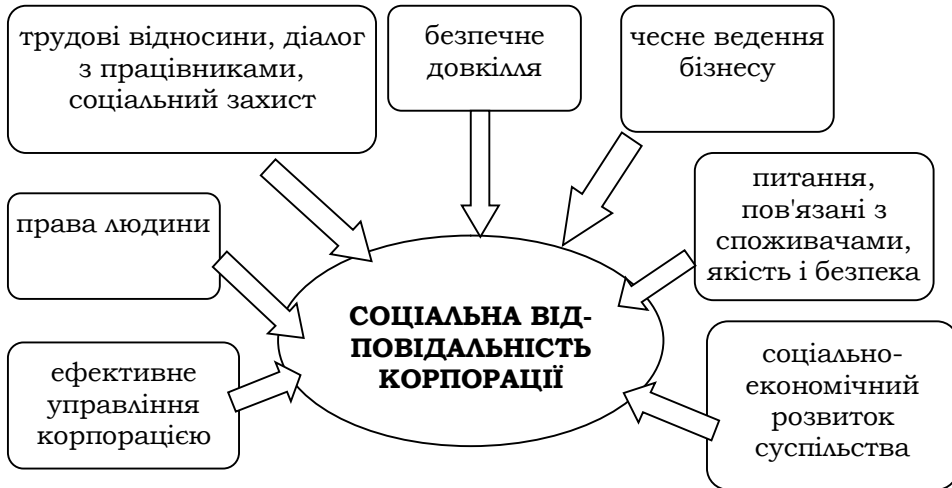 трудові відносини, діалог
з працівниками,
соціальний захист
безпечне
довкілля
чесне ведення
бізнесу
права людини
питання,
пов'язані з
споживачами,
якість і безпека
СОЦІАЛЬНА ВІД-
ПОВІДАЛЬНІСТЬ
КОРПОРАЦІЇ
ефективне
управління
корпорацією
соціально-
економічний
розвиток
суспільства